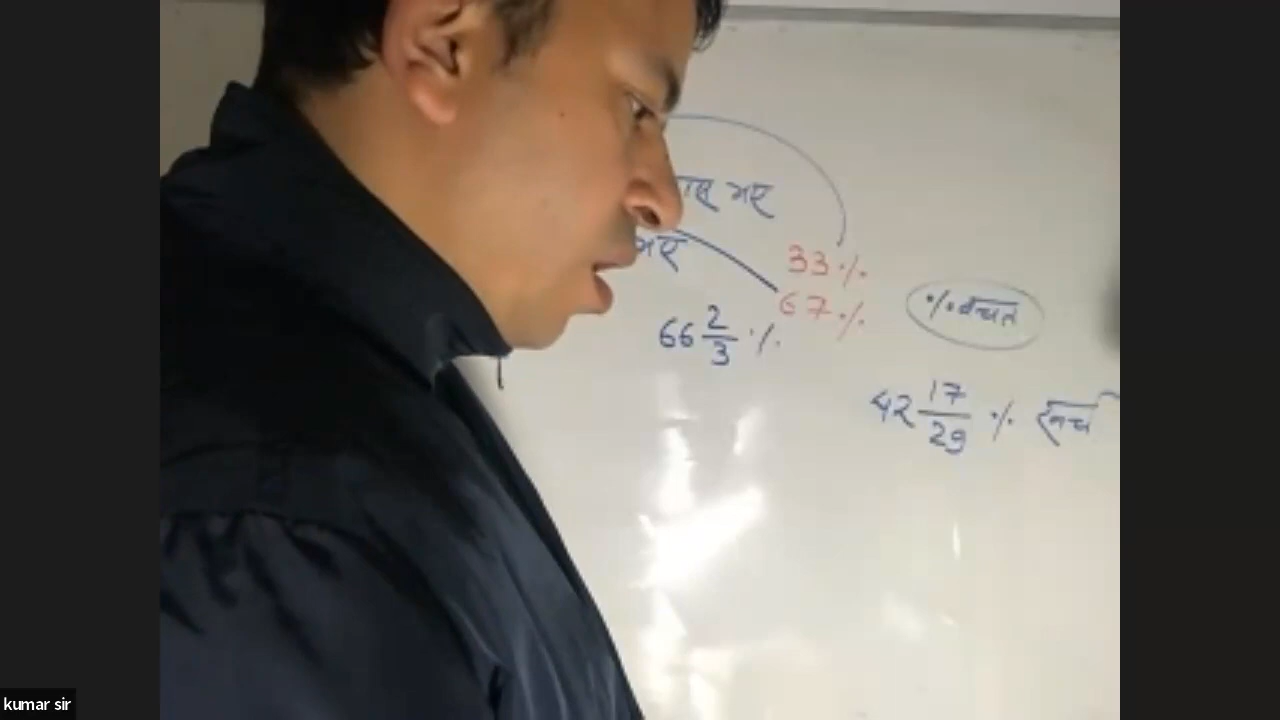 गए
गए
33%
67%
66 2/3 %
% बचत
42 17/29 % खर्च
kumar sir